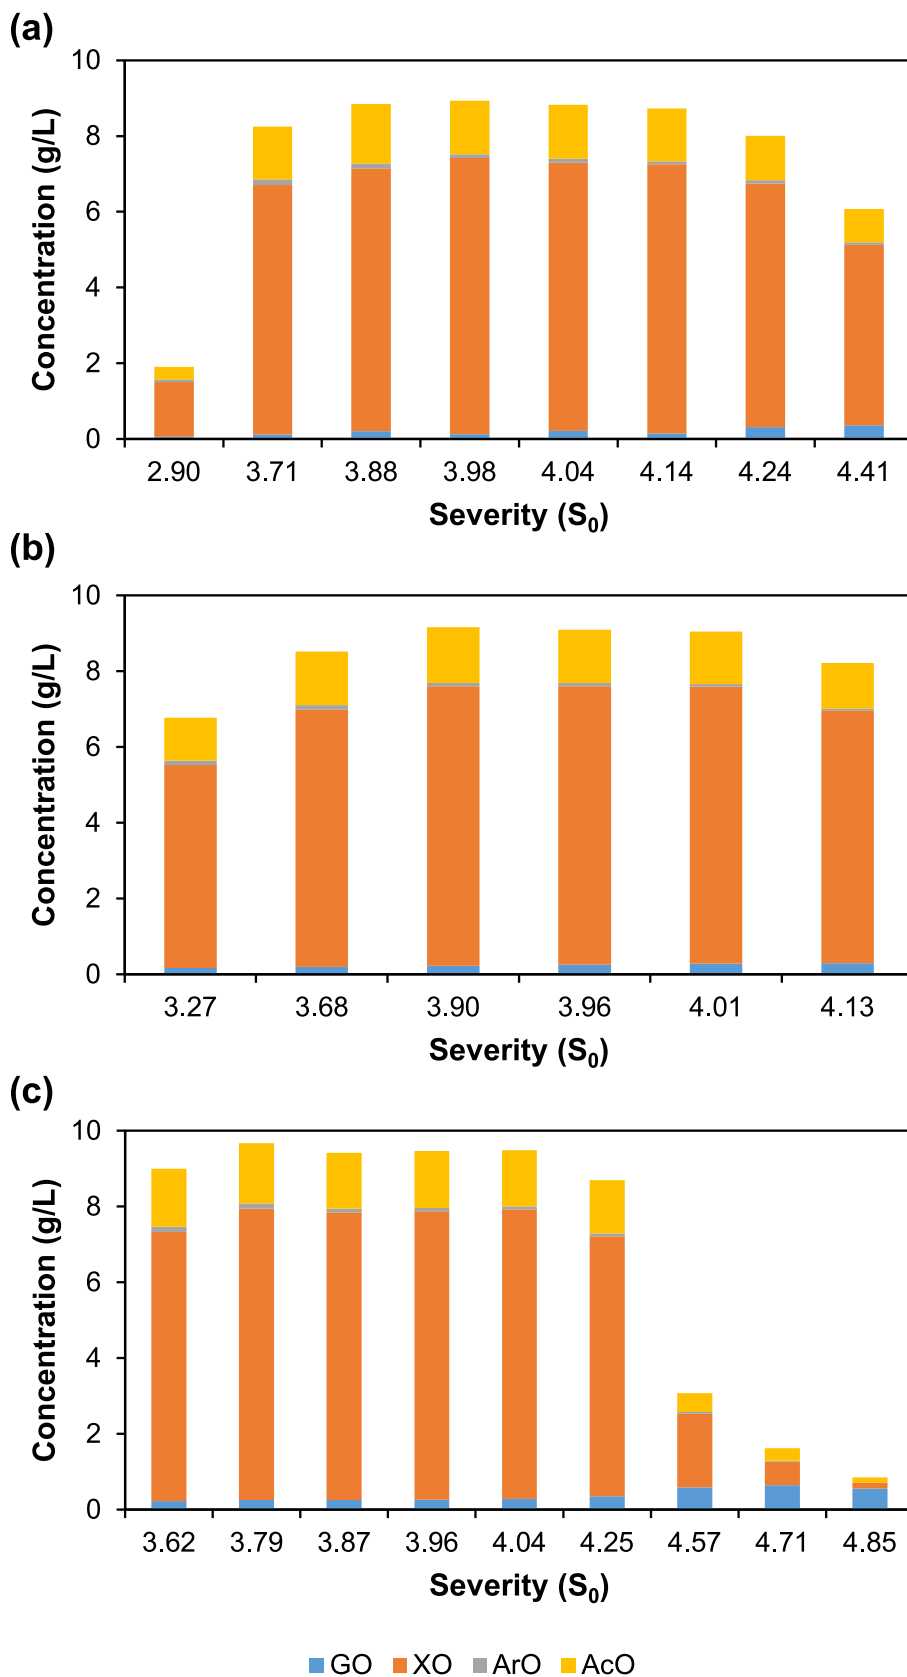 (a)
10
8
6
4
2
0
Concentration (g/L)
2.90 3.71 3.88 3.98 4.04 4.14 4.24 4.41
Severity (S₀)
(b)
10
8
6
4
2
0
Concentration (g/L)
3.27 3.68 3.90 3.96 4.01 4.13
Severity (S₀)
(c)
10
8
6
4
2
0
Concentration (g/L)
3.62 3.79 3.87 3.96 4.04 4.25 4.57 4.71 4.85
Severity (S₀)
GO XO ArO AcO